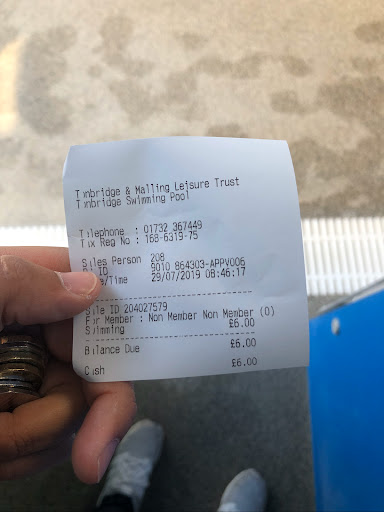 Tonbridge & Malling Leisure Trust
Tonbridge Swimming Pool
Telephone : 01732 367449
Tax Reg No : 168-6319-75
Sales Person 208
ID 9010 864303-APPV006
Date/Time 29/07/2019 08:46:17
Sale ID 204027579
For Member : Non Member Non Member (0)
Swimming £6.00
Balance Due £6.00
Cash £6.00